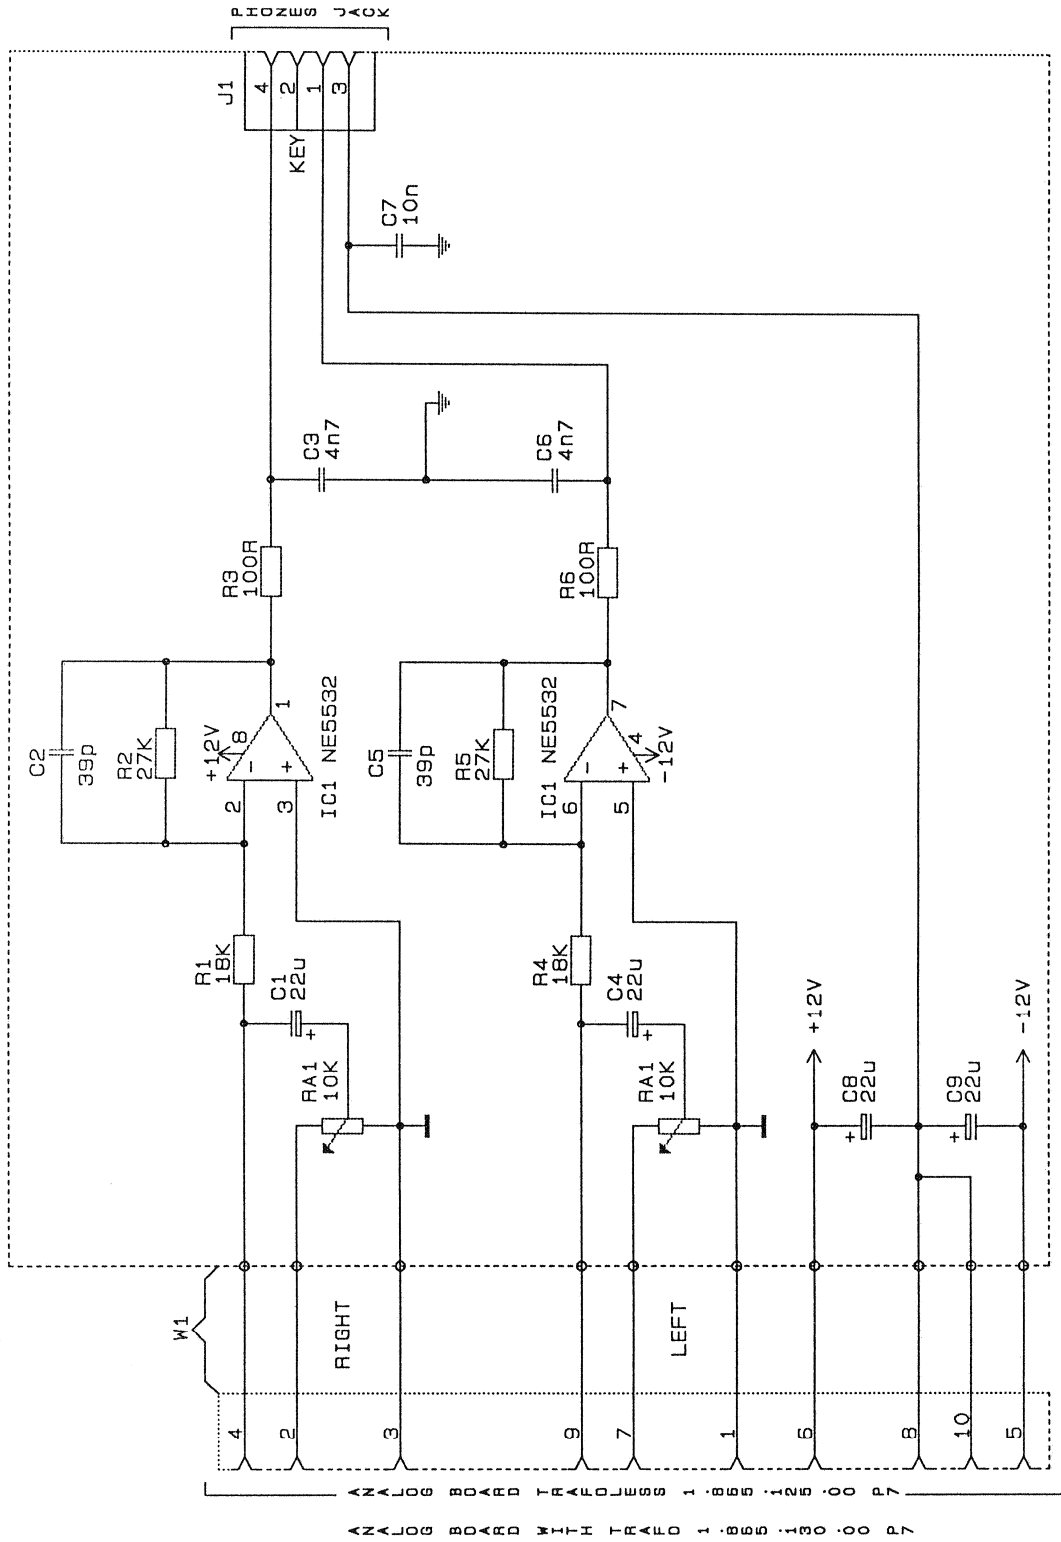 PHONES JACK
J1
4
2
1
3
KEY
C7
10n
C3
4n7
C6
4n7
R3
100R
R6
100R
C2
39p
R2
27K
+12V
8
-
+
2
3
1
IC1 NE5532
C5
39p
R5
27K
IC1 NE5532
7
4
-12V
-
+
6
5
R1
18K
C1
22u
+
RA1
10K
R4
18K
C4
22u
+
RA1
10K
+12V
C8
22u
+
C9
22u
+
-12V
W1
RIGHT
LEFT
4
2
3
9
7
1
6
8
10
5
ANALOG BOARD TRAFOLESS 1.865.125.00 P7
ANALOG BOARD WITH TRAFO 1.865.130.00 P7